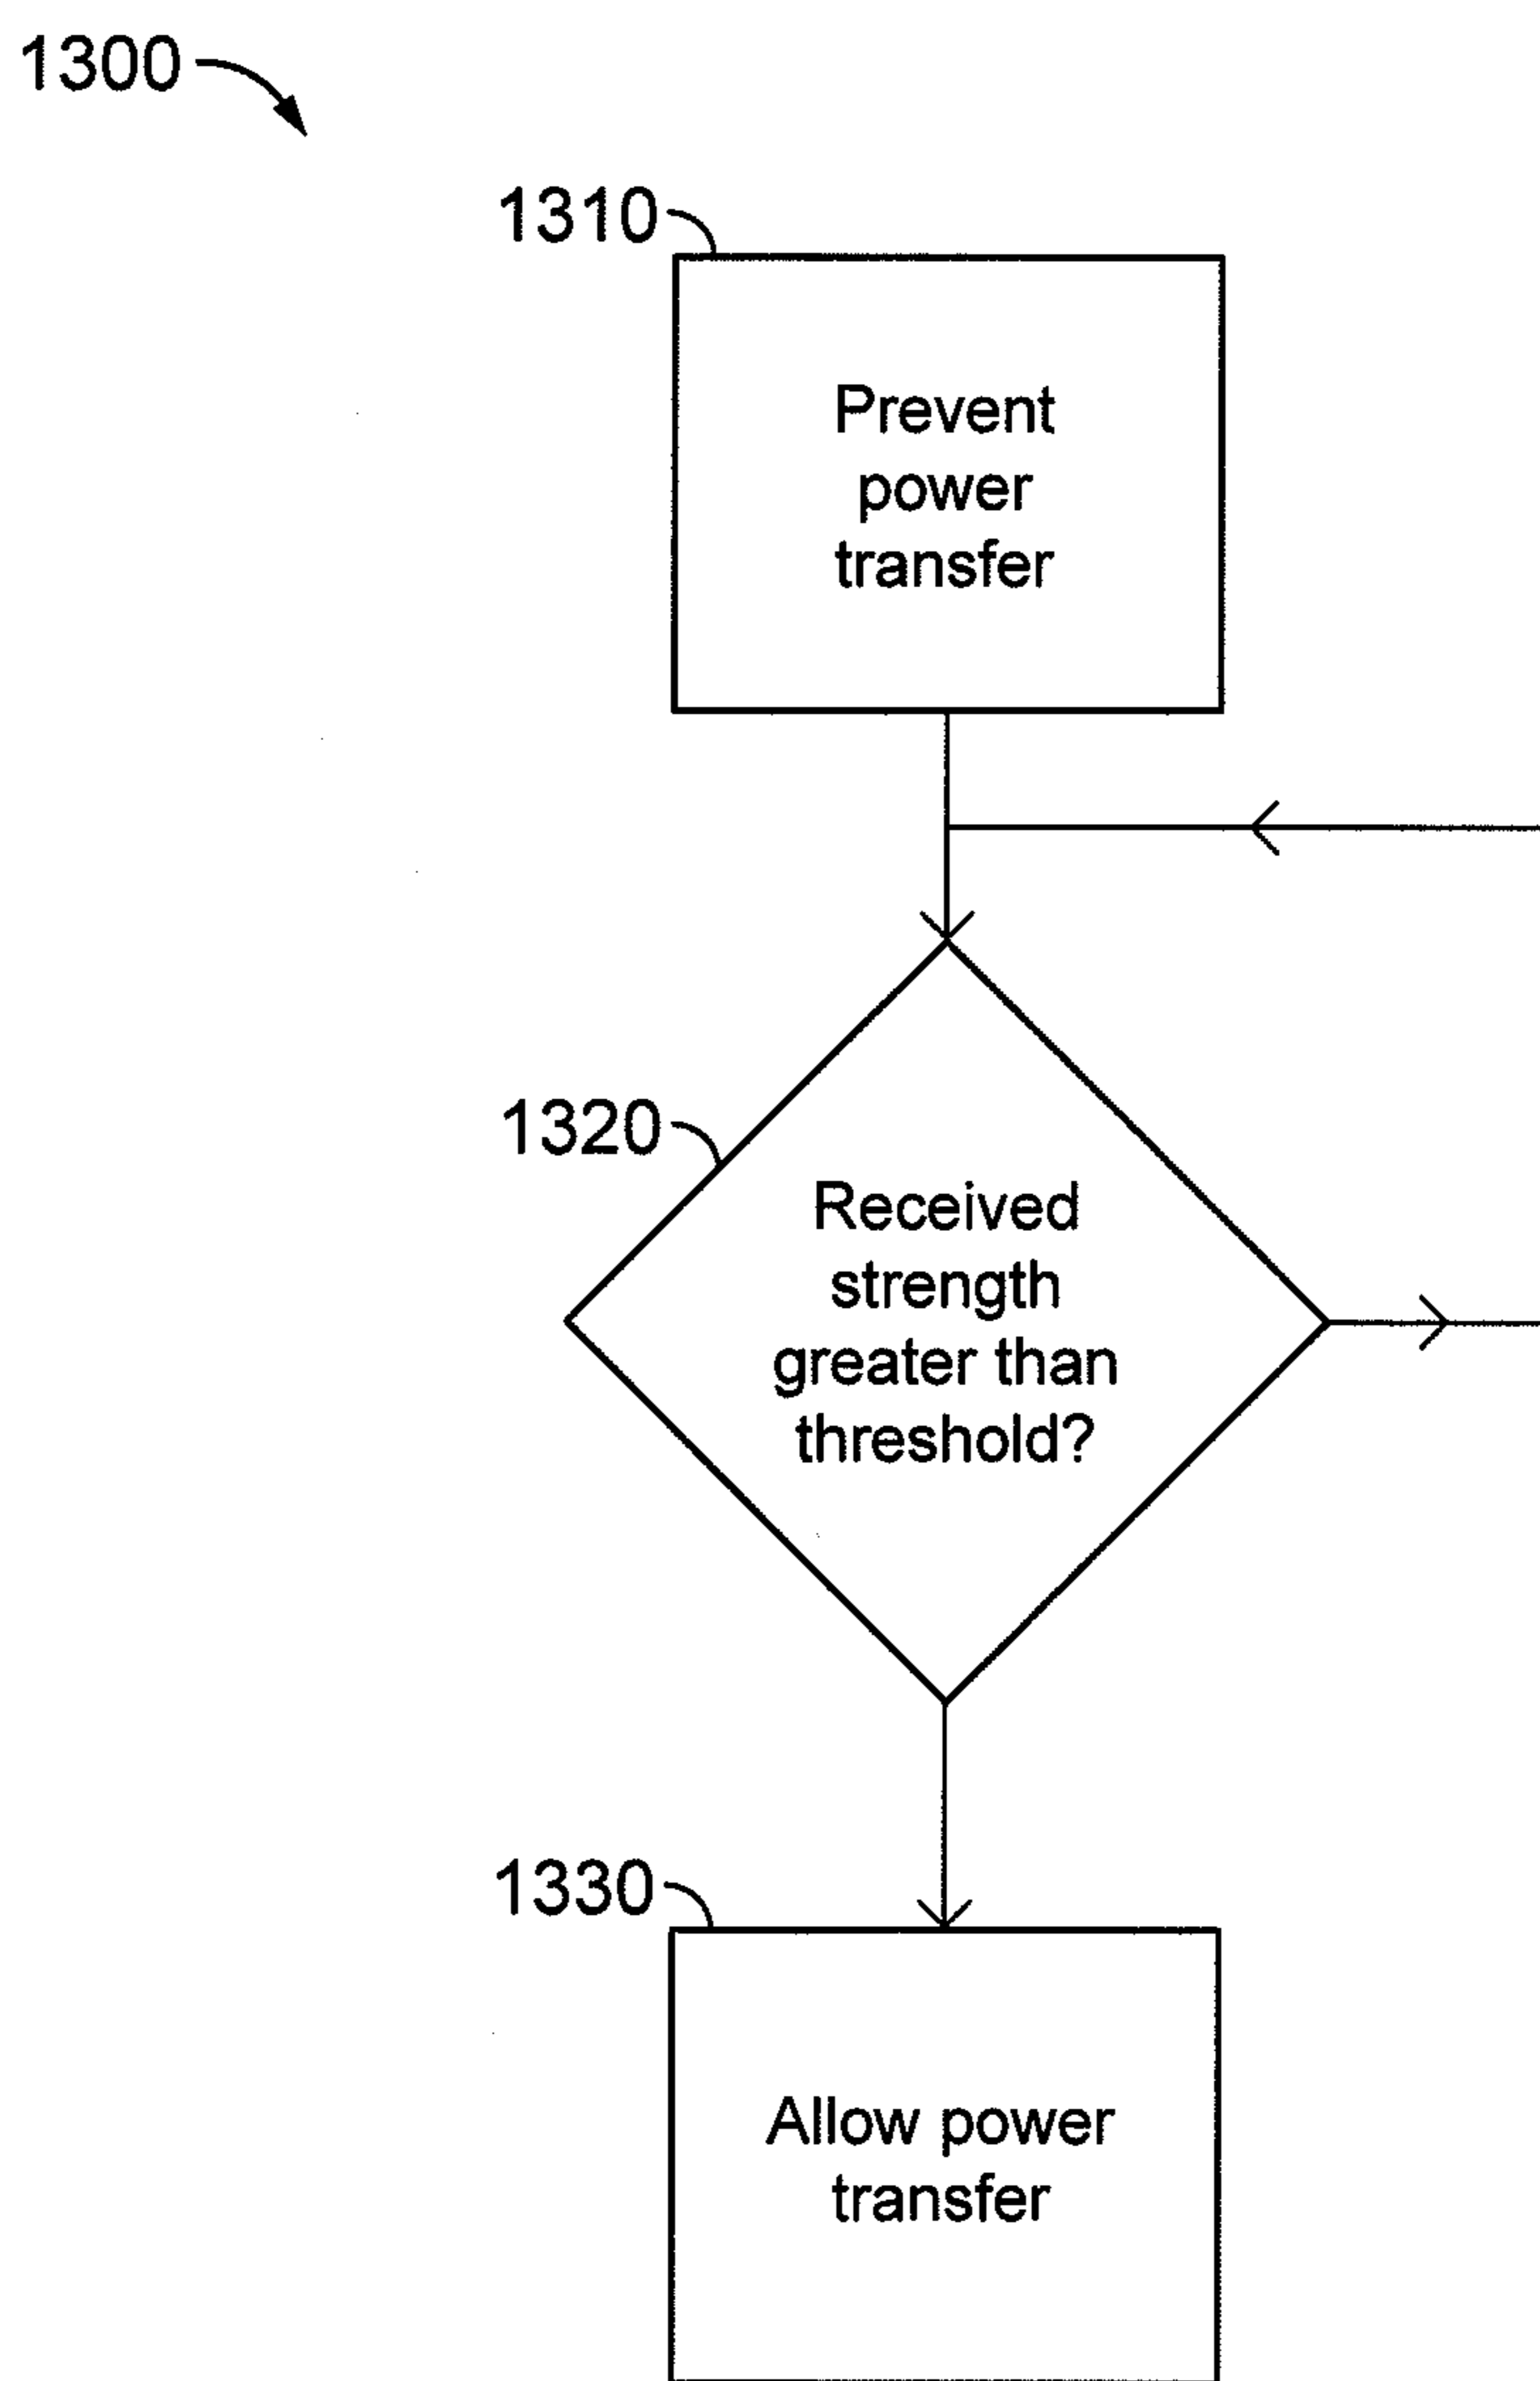 1300
1310
Prevent
power
transfer
1320
Received
strength
greater than
threshold?
1330
Allow power
transfer